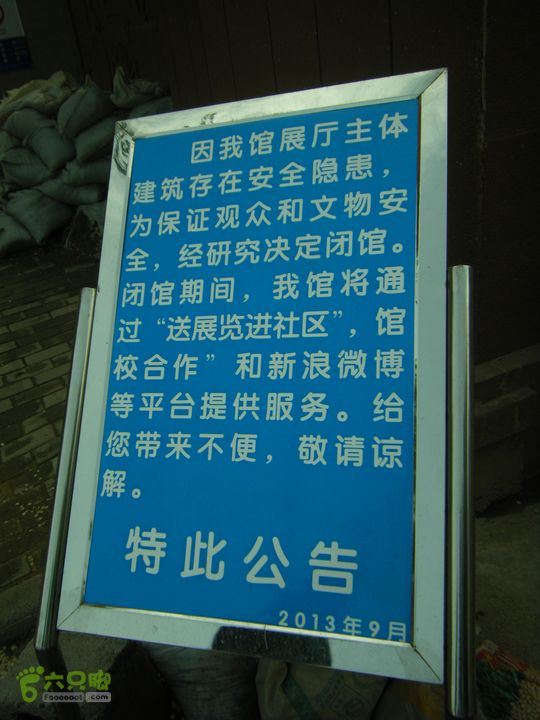 因我馆展厅主体
建筑存在安全隐患，
为保证观众和文物安
全，经研究决定闭馆。
闭馆期间，我馆将通
过“送展览进社区”，馆
校合作”和新浪微博
等平台提供服务。给
您带来不便，敬请谅
解。
特此公告
2013年9月
六只脚
Foooooot.com